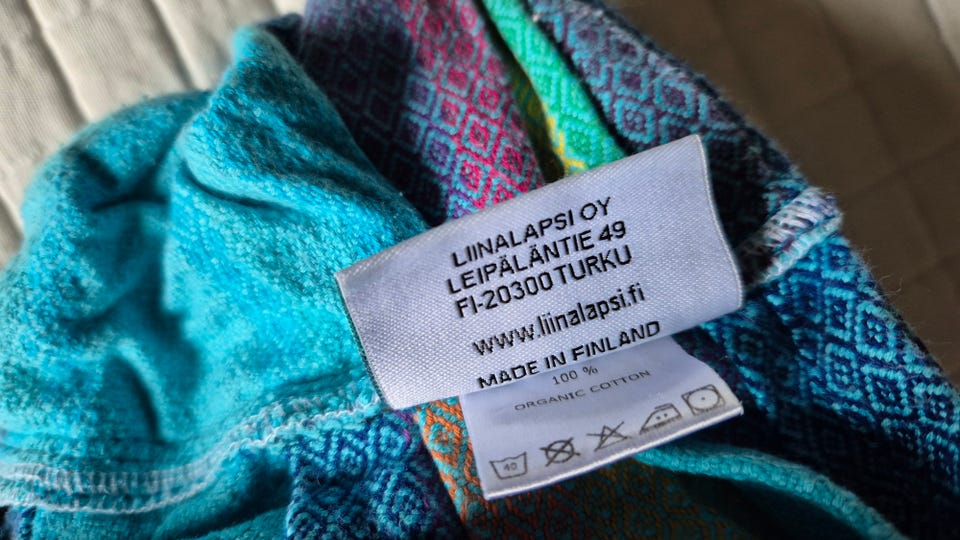 LIINALAPSI OY
LEIPÄLÄNTIE 49
FI-20300 TURKU
www.liinalapsi.fi
MADE IN FINLAND
100 %
ORGANIC COTTON
40